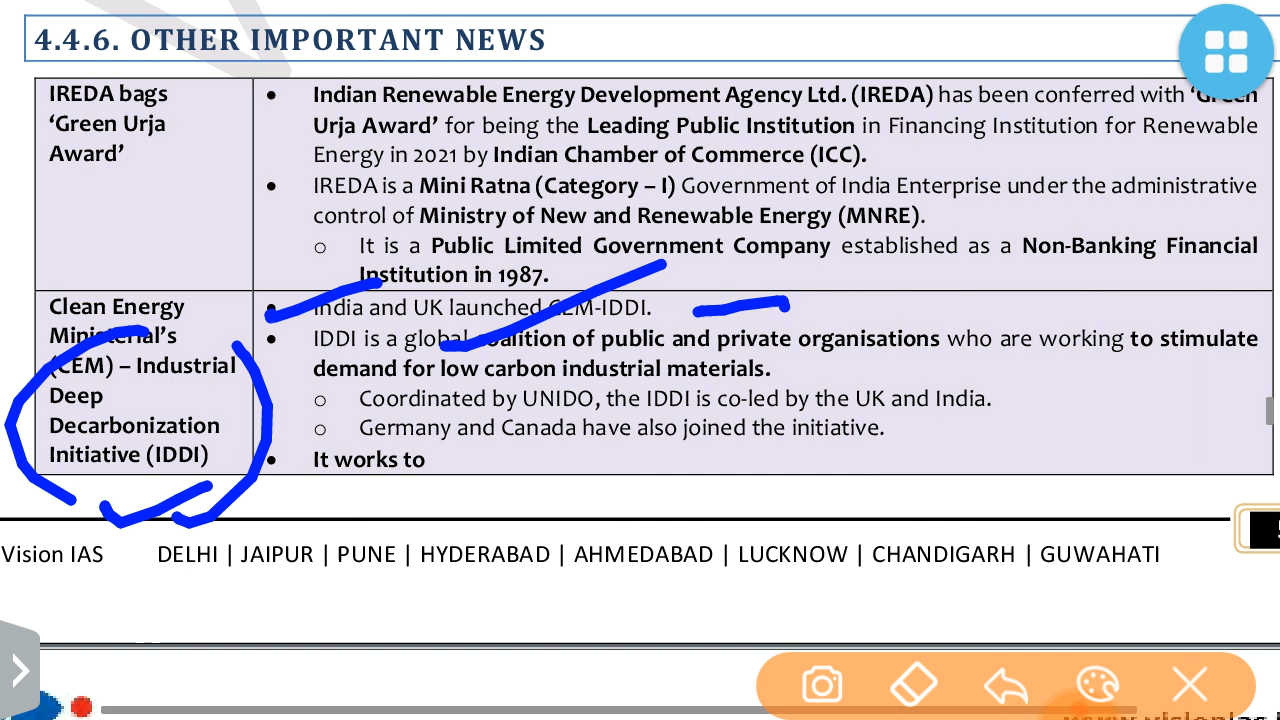 4.4.6. OTHER IMPORTANT NEWS
IREDA bags
‘Green Urja
Award’
• Indian Renewable Energy Development Agency Ltd. (IREDA) has been conferred with ‘Green
Urja Award’ for being the Leading Public Institution in Financing Institution for Renewable
Energy in 2021 by Indian Chamber of Commerce (ICC).
• IREDA is a Mini Ratna (Category – I) Government of India Enterprise under the administrative
control of Ministry of New and Renewable Energy (MNRE).
o It is a Public Limited Government Company established as a Non-Banking Financial
Institution in 1987.
Clean Energy
Ministerial’s
(CEM) – Industrial
Deep
Decarbonization
Initiative (IDDI)
• India and UK launched CEM-IDDI.
• IDDI is a global coalition of public and private organisations who are working to stimulate
demand for low carbon industrial materials.
o Coordinated by UNIDO, the IDDI is co-led by the UK and India.
o Germany and Canada have also joined the initiative.
• It works to
Vision IAS DELHI | JAIPUR | PUNE | HYDERABAD | AHMEDABAD | LUCKNOW | CHANDIGARH | GUWAHATI